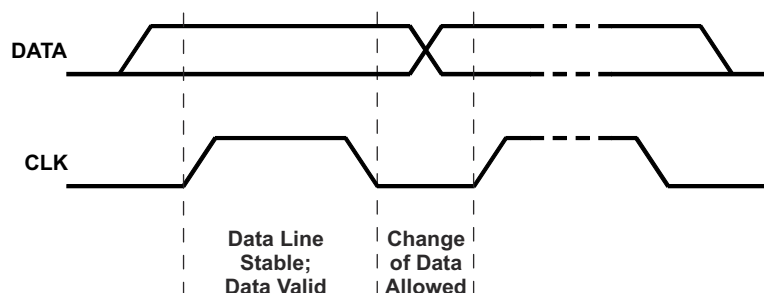 DATA
CLK
Data Line
Stable;
Data Valid
Change
of Data
Allowed